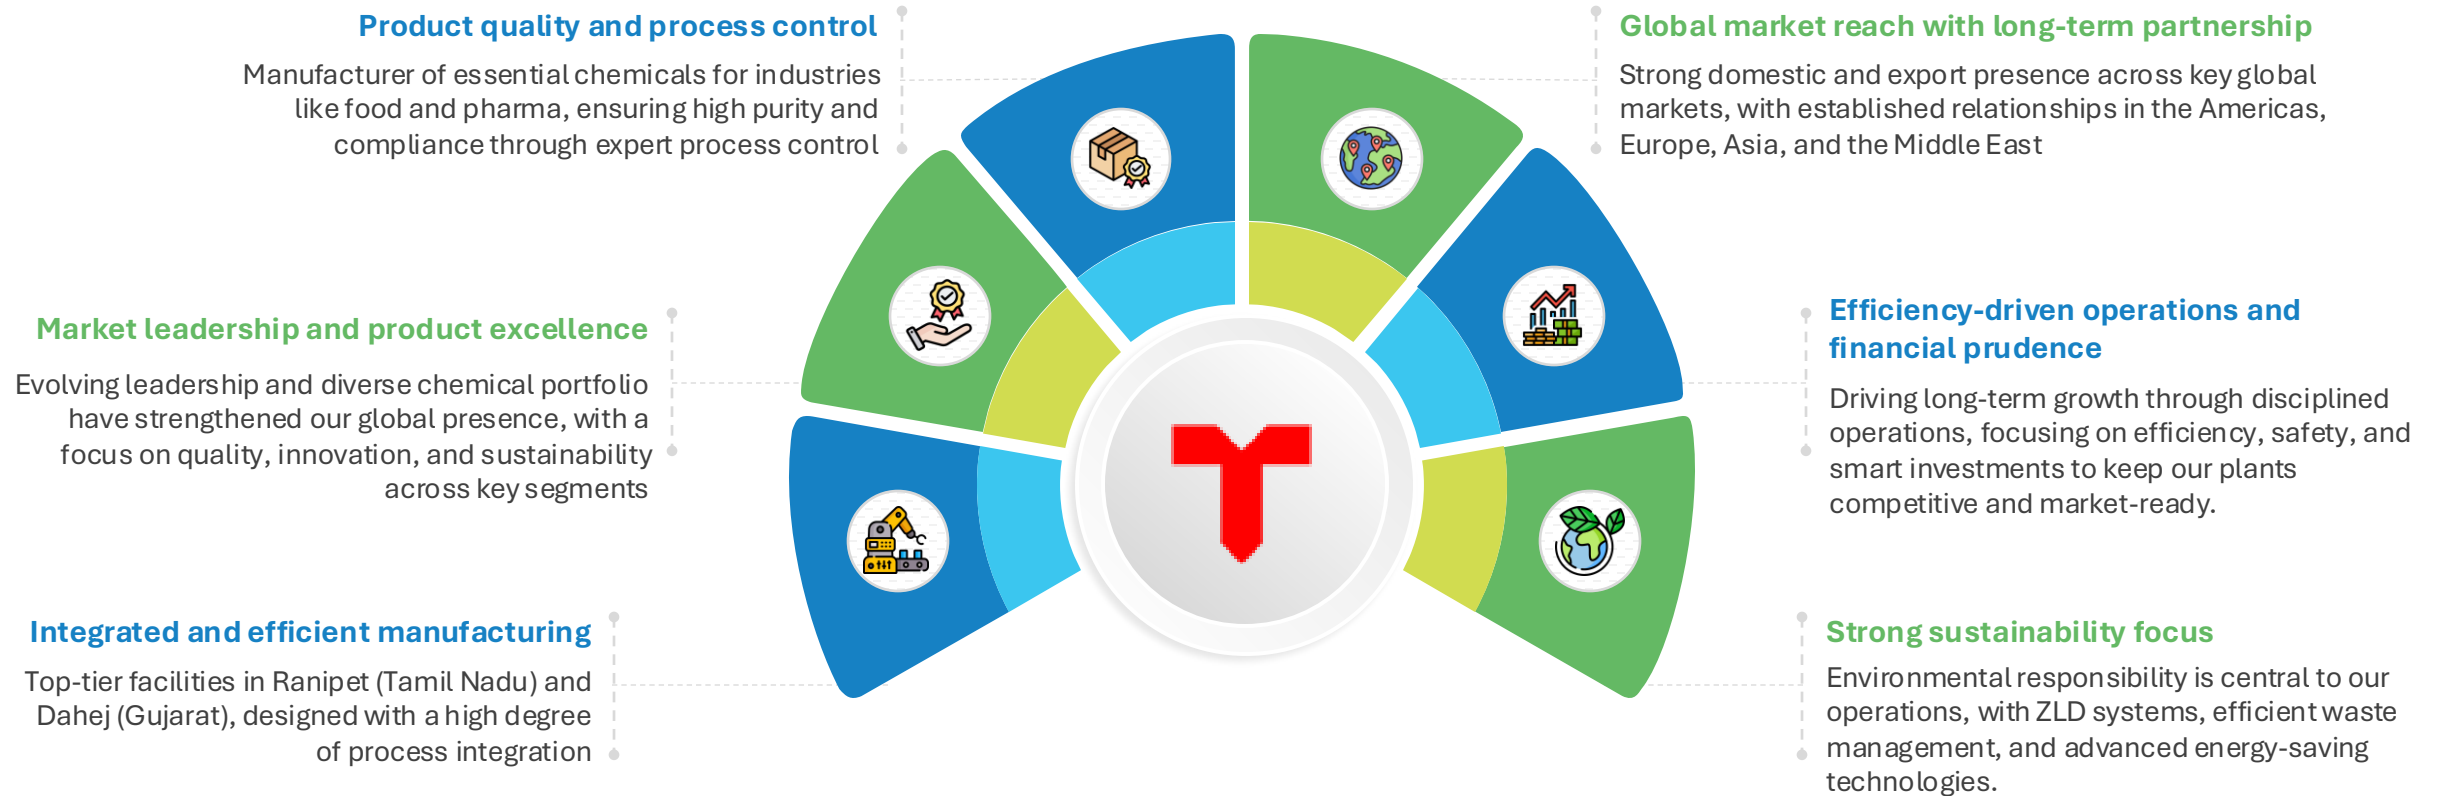 Product quality and process control
Manufacturer of essential chemicals for industries
like food and pharma, ensuring high purity and
compliance through expert process control
Market leadership and product excellence
Evolving leadership and diverse chemical portfolio
have strengthened our global presence, with a
focus on quality, innovation, and sustainability
across key segments
Integrated and efficient manufacturing
Top-tier facilities in Ranipet (Tamil Nadu) and
Dahej (Gujarat), designed with a high degree
of process integration
Global market reach with long-term partnership
Strong domestic and export presence across key global
markets, with established relationships in the Americas,
Europe, Asia, and the Middle East
Efficiency-driven operations and
financial prudence
Driving long-term growth through disciplined
operations, focusing on efficiency, safety, and
smart investments to keep our plants
competitive and market-ready.
Strong sustainability focus
Environmental responsibility is central to our
operations, with ZLD systems, efficient waste
management, and advanced energy-saving
technologies.